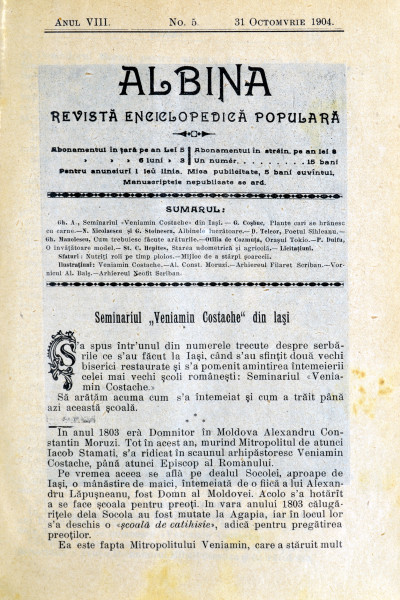 ANUL VIII. No. 5. 31 OCTOMVRIE 1904.
ALBINA
REVISTĂ ENCICLOPEDICĂ POPULARĂ
Abonamentul în țară pe an Lei 5 | Abonamentul în străin. pe an lei 8
» » » 6 luni » 3 | Un numĕr. . . . . . . . . . 15 bani
Pentru anunciuri 1 leŭ linia. Mica publicitate, 5 bani cuvîntul,
Manuscriptele nepublicate se ard.
SUMARUL:
Gh. A., Seminariul «Veniamin Costache» din Iași. — G. Coșbuc, Plante cari se hrănesc
cu carne.—N. Nicolaescu și G. Stoinescu, Albinele lucrătoare.—D. Teleor, Poetul Sihleanu,—
Gh. Manolescu, Cum trebuiesc făcute arăturile.—Otilia de Cozmuța, Orașul Tokio.—P. Dulfu,
O învățătoare model.—St. C. Hepites, Starea udometrică și agricolă.— Licitațiuni.
Sfaturi: Nutriți roii pe timp ploios.—Mijloc de a stârpi șoarecii.
Ilustrațiuni: Veniamin Costache.—Al. Const. Moruzi.—Arhiereul Filaret Scriban.—Vor-
nicul Al. Balș.—Arhiereul Neofit Scriban.
Seminariul „Veniamin Costache” din Iași
S'a spus într'unul din numerele trecute despre serbă-
rile ce s'au făcut la Iași, când s'au sfințit două vechi
biserici restaurate și s'a pomenit amintirea întemeierii
celei mai vechi școli românești: Seminariul «Venia-
min Costache.»
Să arătăm acuma cum s'a întemeiat și cum a trăit până
azi această școală.
* * *
In anul 1803 erà Domnitor în Moldova Alexandru Con-
stantin Moruzi. Tot în acest an, murind Mitropolitul de atunci
Iacob Stamati, s'a ridicat în scaunul arhipăstoresc Veniamin
Costache, până atunci Episcop al Romanului.
Pe vremea aceea se află pe dealul Socolei, aproape de
Iași, o mânăstire de maici, întemeiată de o fiică a lui Alexan-
dru Lăpușneanu, fost Domn al Moldovei. Acolo s'a hotărît
a se face școala pentru preoți. In vara anului 1803 călugă-
rițele dela Socola au fost mutate la Agapia, iar în locul lor
s'a deschis o «școală de catihisie», adică pentru pregătirea
preoților.
Ea este fapta Mitropolitului Veniamin, care a stăruit mult